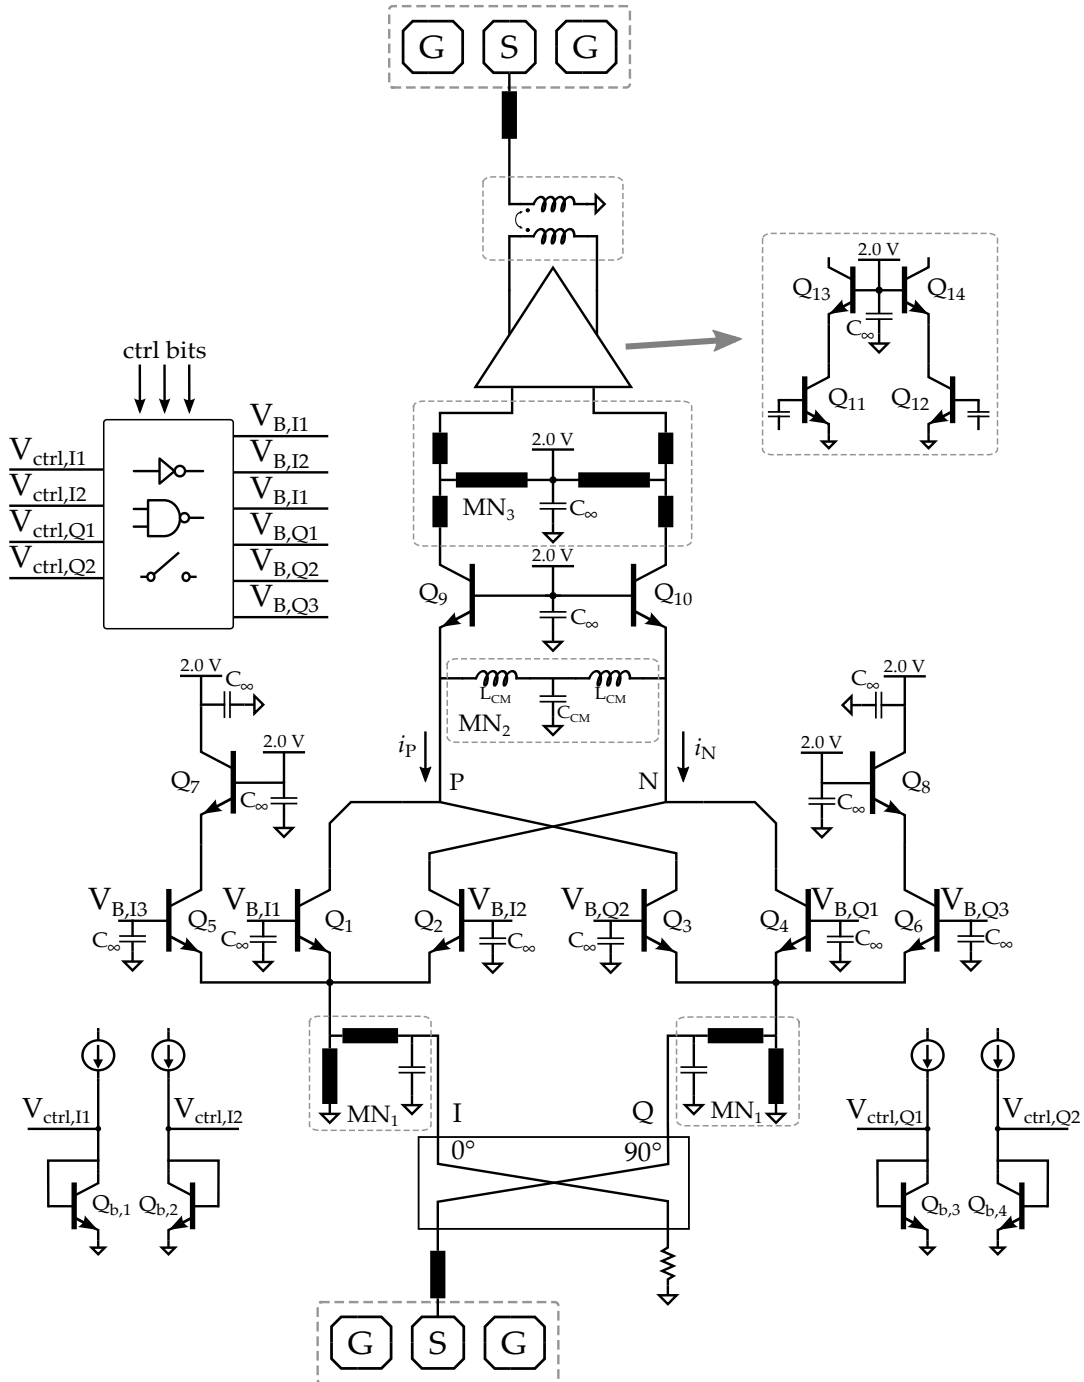 G S G
2.0 V
Q13 Q14
C∞
Q11 Q12
ctrl bits
Vctrl,I1
Vctrl,I2
Vctrl,Q1
Vctrl,Q2
VB,I1
VB,I2
VB,I1
VB,Q1
VB,Q2
VB,Q3
2.0 V
MN3 C∞
2.0 V
Q9 Q10
C∞
LCM LCM
CCM
MN2
iP iN
P N
2.0 V C∞
2.0 V
Q7 C∞
C∞ 2.0 V
2.0 V
C∞ Q8
VB,I3 VB,I1 VB,I2 VB,Q2 VB,Q1 VB,Q3
Q5 Q1 Q2 Q3 Q4 Q6
C∞ C∞ C∞ C∞ C∞ C∞
MN1 I Q MN1
0° 90°
Vctrl,I1 Vctrl,I2 Vctrl,Q1 Vctrl,Q2
Qb,1 Qb,2 Qb,3 Qb,4
G S G